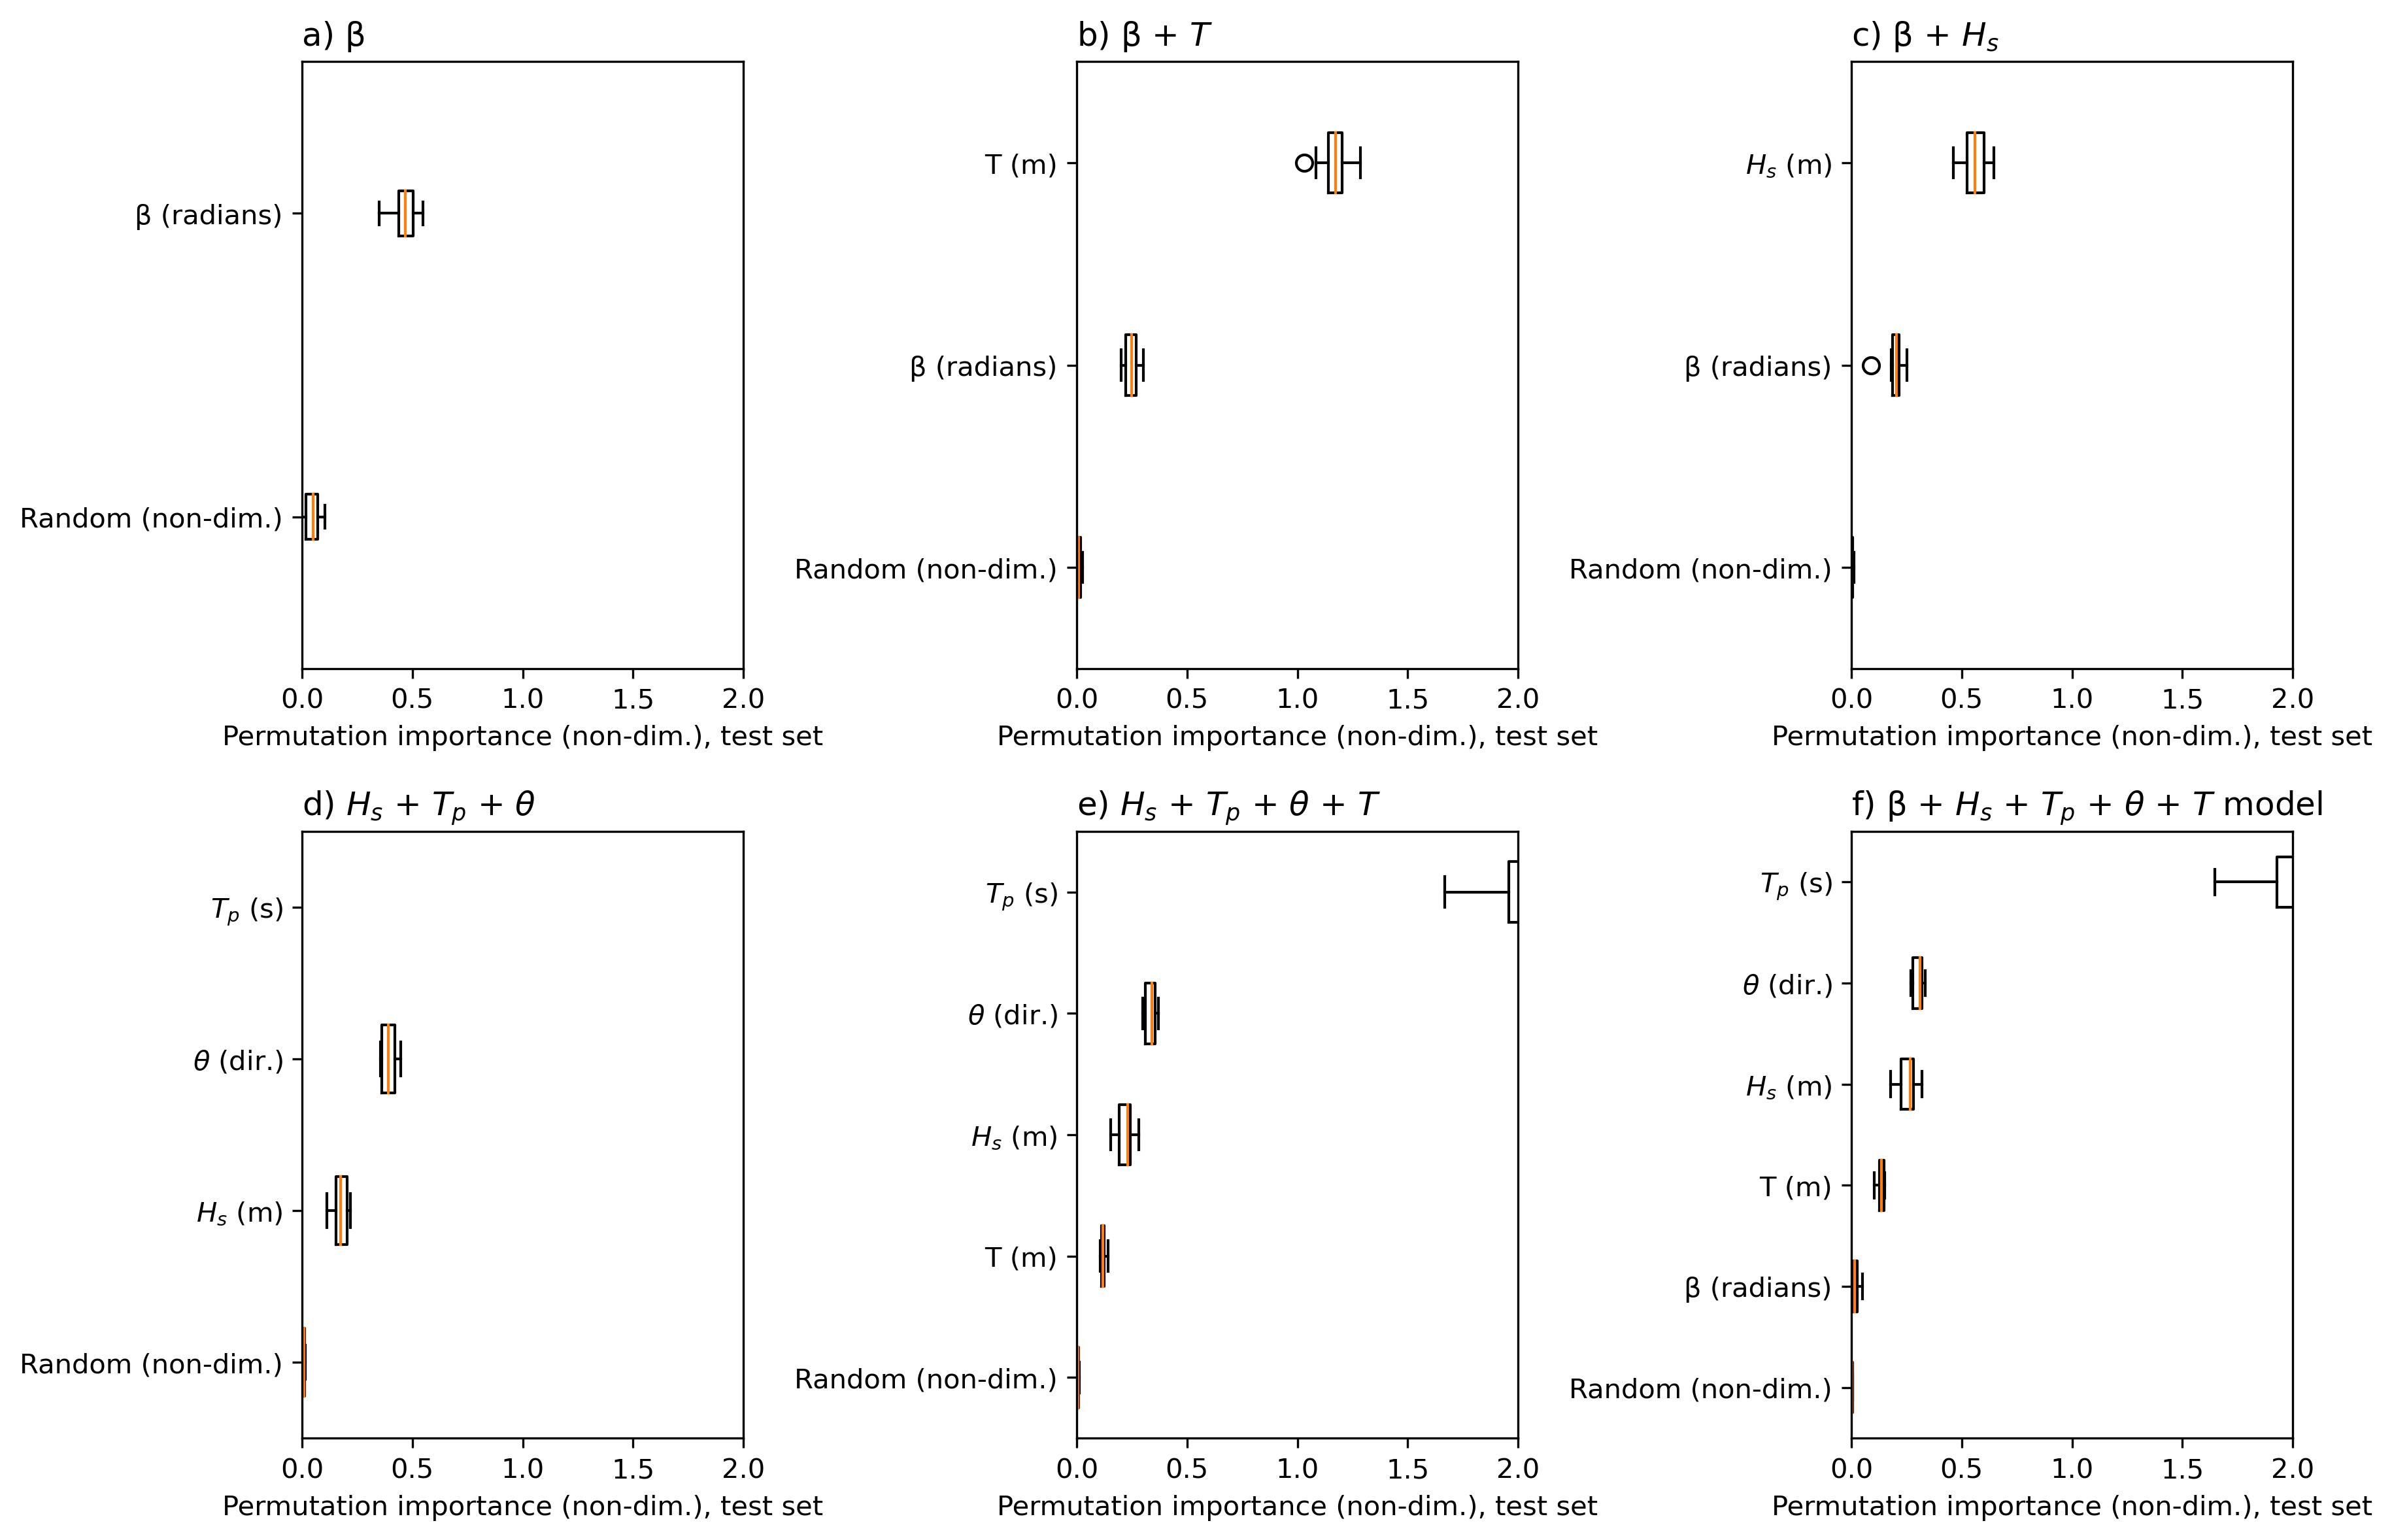 a) β
β (radians)
Random (non-dim.)
0.0 0.5 1.0 1.5 2.0
Permutation importance (non-dim.), test set
b) β + T
T (m)
β (radians)
Random (non-dim.)
0.0 0.5 1.0 1.5 2.0
Permutation importance (non-dim.), test set
c) β + Hₛ
Hₛ (m)
β (radians)
Random (non-dim.)
0.0 0.5 1.0 1.5 2.0
Permutation importance (non-dim.), test set
d) Hₛ + Tₚ + θ
Tₚ (s)
θ (dir.)
Hₛ (m)
Random (non-dim.)
0.0 0.5 1.0 1.5 2.0
Permutation importance (non-dim.), test set
e) Hₛ + Tₚ + θ + T
Tₚ (s)
θ (dir.)
Hₛ (m)
T (m)
Random (non-dim.)
0.0 0.5 1.0 1.5 2.0
Permutation importance (non-dim.), test set
f) β + Hₛ + Tₚ + θ + T model
Tₚ (s)
θ (dir.)
Hₛ (m)
T (m)
β (radians)
Random (non-dim.)
0.0 0.5 1.0 1.5 2.0
Permutation importance (non-dim.), test set